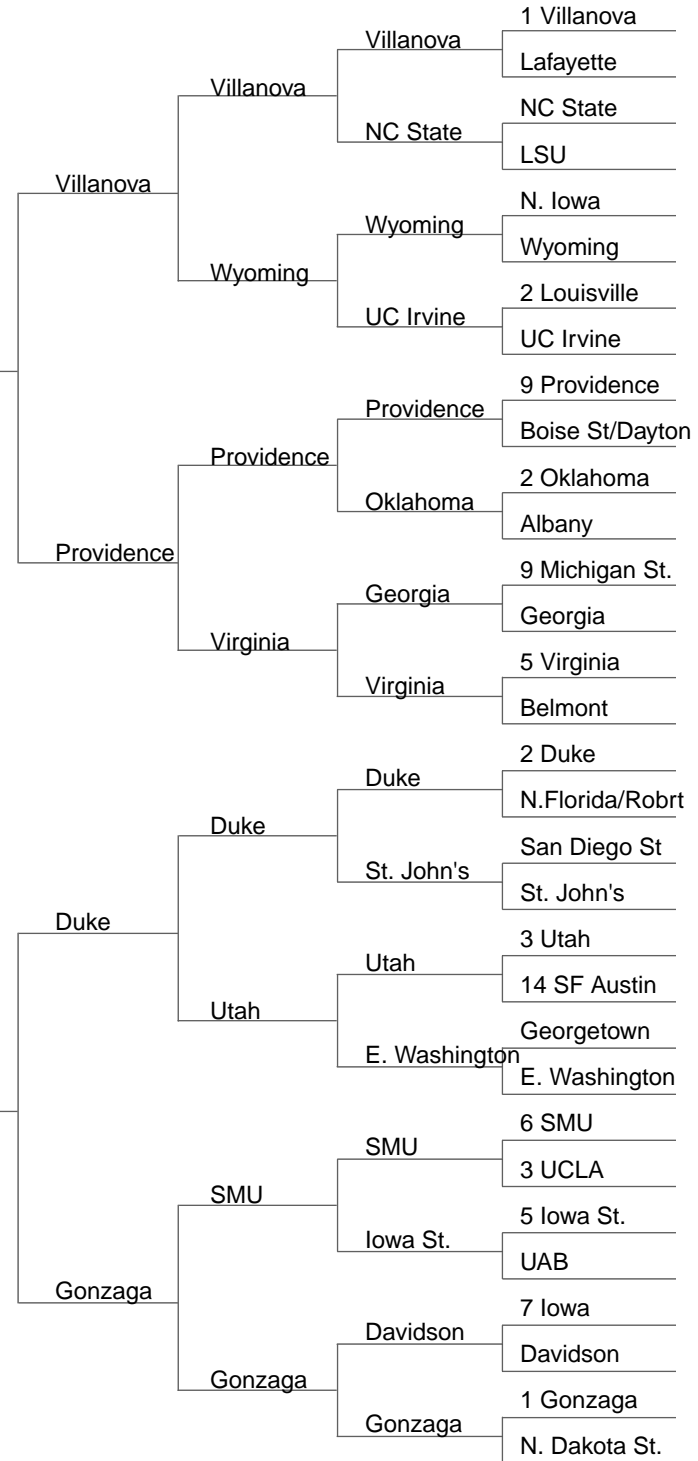 1 Villanova
Villanova
Lafayette
Villanova
NC State
NC State
LSU
Villanova
N. Iowa
Wyoming
Wyoming
Wyoming
2 Louisville
UC Irvine
UC Irvine
9 Providence
Providence
Boise St/Dayton
Providence
2 Oklahoma
Oklahoma
Albany
Providence
9 Michigan St.
Georgia
Georgia
Virginia
5 Virginia
Virginia
Belmont
2 Duke
Duke
N.Florida/Robrt
Duke
San Diego St
St. John's
St. John's
Duke
3 Utah
Utah
14 SF Austin
Utah
Georgetown
E. Washington
E. Washington
6 SMU
SMU
3 UCLA
SMU
5 Iowa St.
Iowa St.
UAB
Gonzaga
7 Iowa
Davidson
Davidson
Gonzaga
1 Gonzaga
Gonzaga
N. Dakota St.